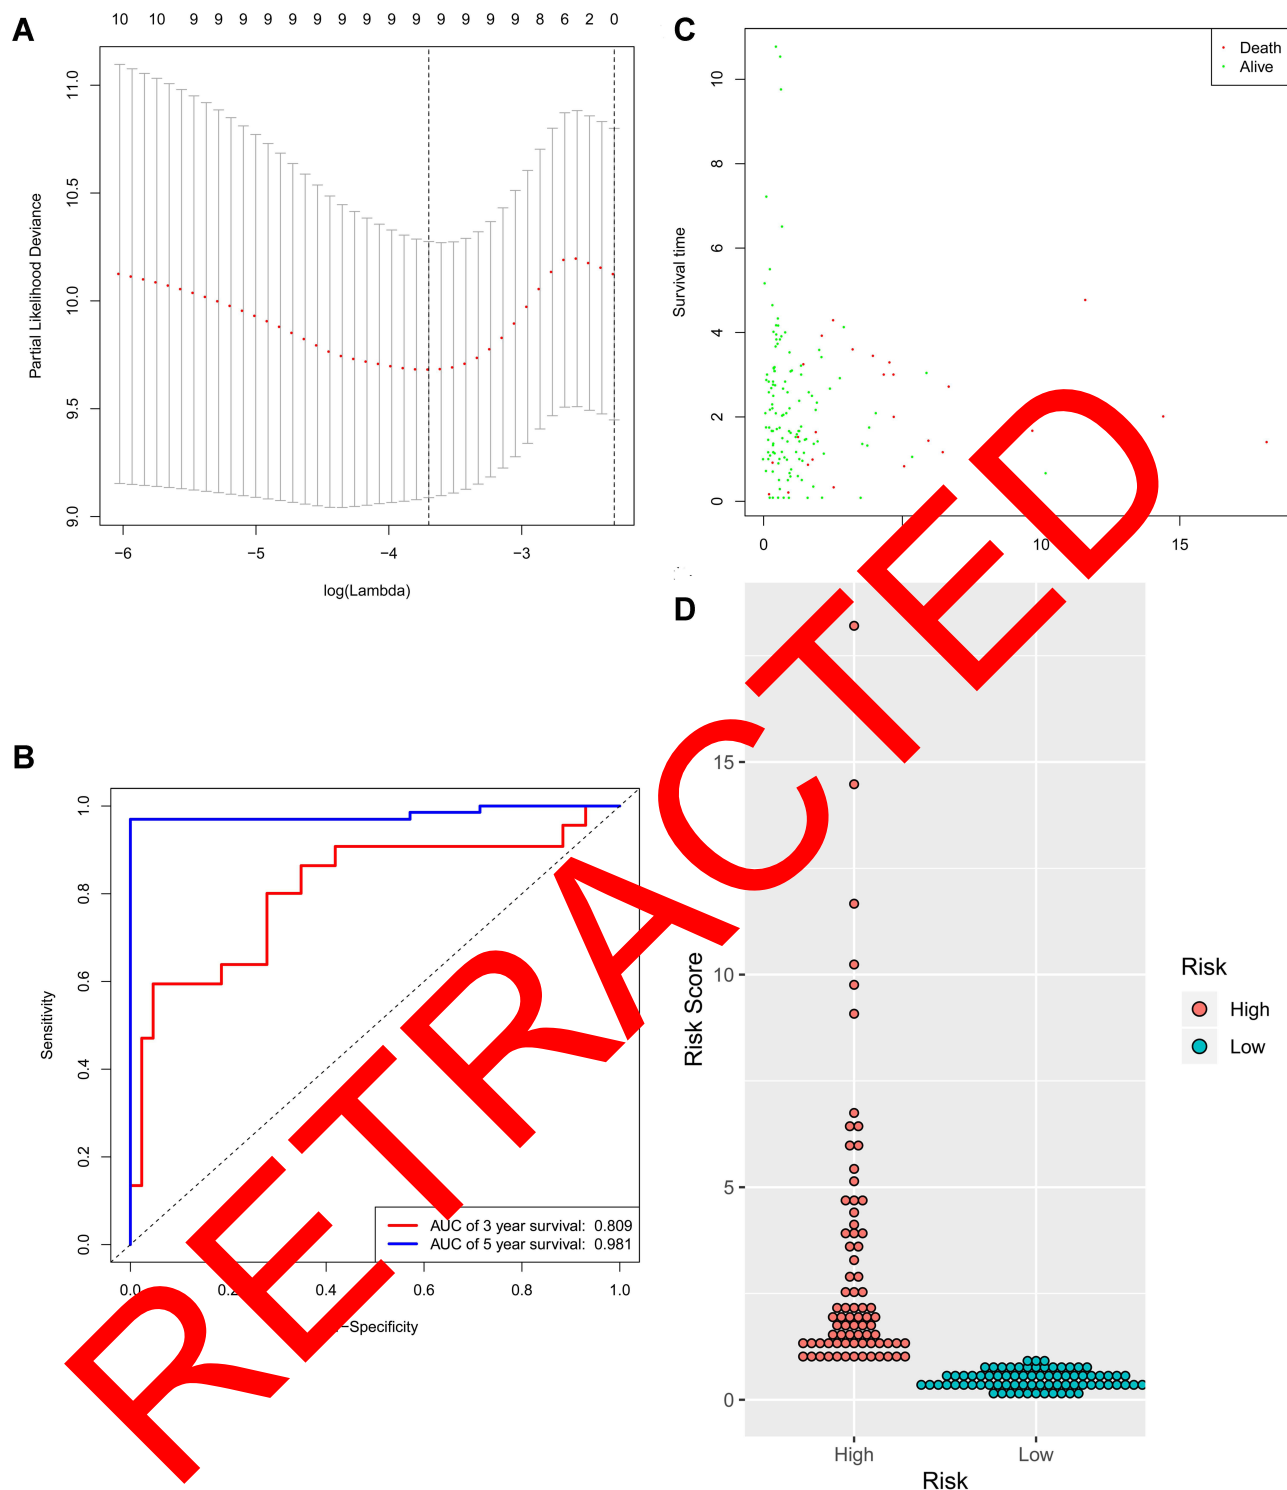 A
10 10 9 9 9 9 9 9 9 9 9 9 9 8 6 2 0
Partial Likelihood Deviance
11.0
10.5
10.0
9.5
9.0
−6 −5 −4 −3
log(Lambda)
B
Sensitivity
1.0
0.8
0.6
0.4
0.2
0.0
AUC of 3 year survival: 0.809
AUC of 5 year survival: 0.981
0.0 0.2 0.4 0.6 0.8 1.0
−Specificity
C
Death
Alive
Survival time
10
8
6
4
2
0
0 10 15
D
Risk Score
15
10
5
0
High Low
Risk
Risk
High
Low
RETRACTED